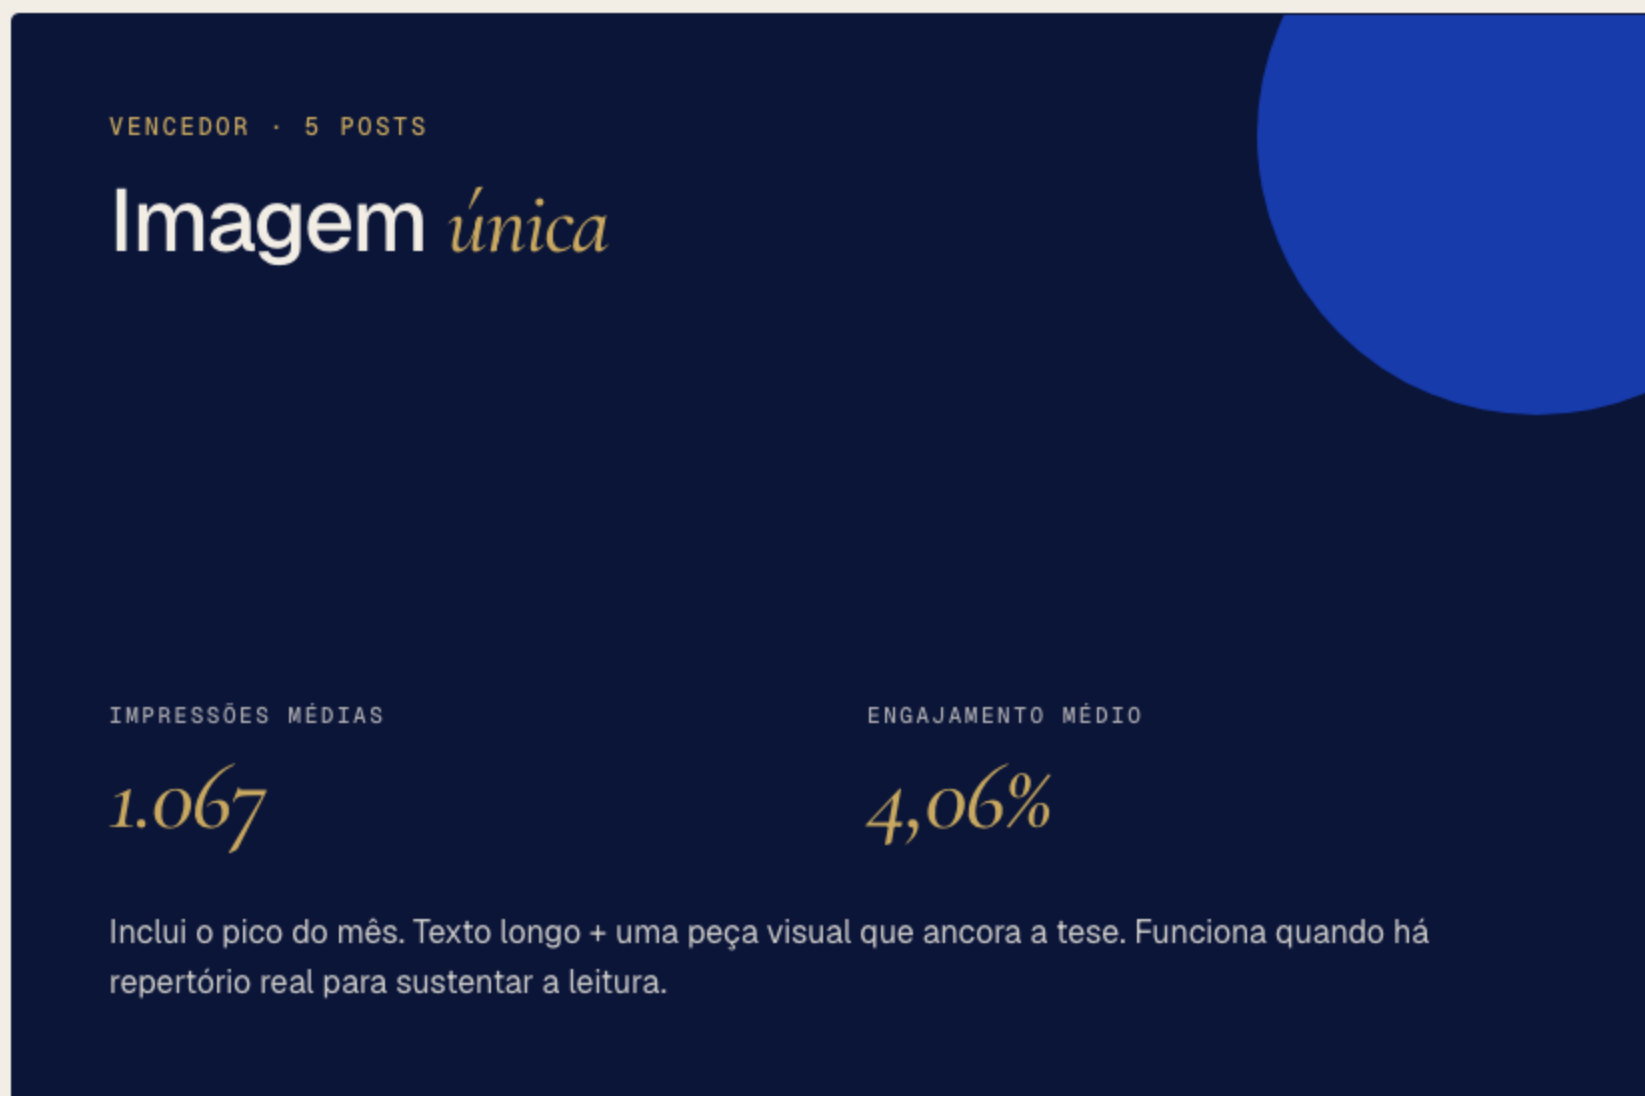 VENCEDOR · 5 POSTS
Imagem única
IMPRESSÕES MÉDIAS
1.067
ENGAJAMENTO MÉDIO
4,06%
Inclui o pico do mês. Texto longo + uma peça visual que ancora a tese. Funciona quando há
repertório real para sustentar a leitura.